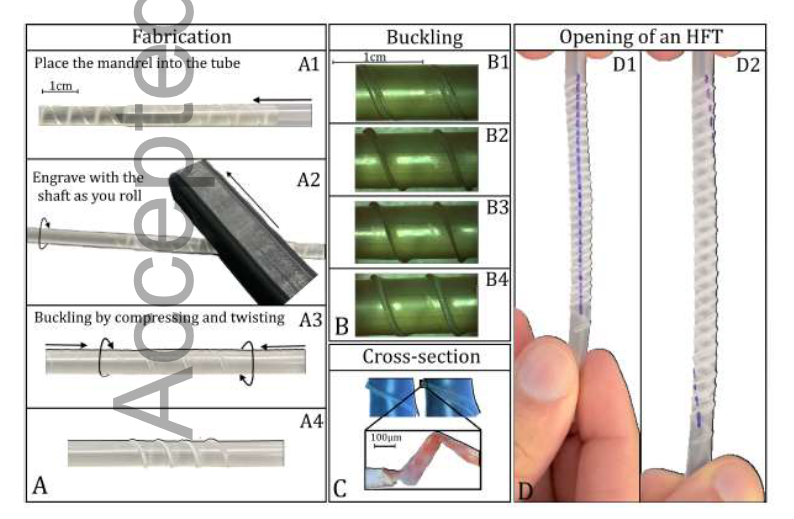 Fabrication
Place the mandrel into the tube
A1
1cm
Engrave with the
shaft as you roll
A2
Buckling by compressing and twisting
A3
A4
A
Buckling
1cm
B1
B2
B3
B4
B
Cross-section
100μm
C
Opening of an HFT
D1
D2
D
Accepted